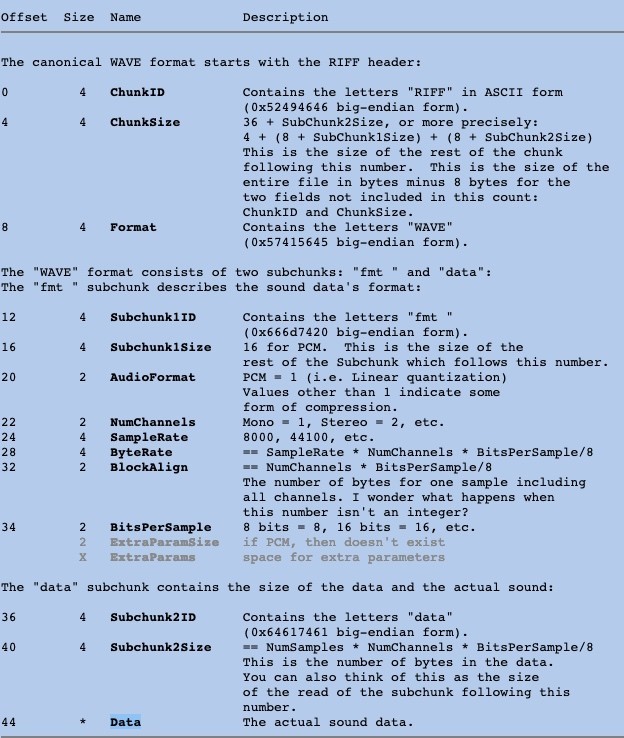 Offset Size Name Description
The canonical WAVE format starts with the RIFF header:
0 4 ChunkID Contains the letters "RIFF" in ASCII form
(0x52494646 big-endian form).
4 4 ChunkSize 36 + SubChunk2Size, or more precisely:
4 + (8 + SubChunk1Size) + (8 + SubChunk2Size)
This is the size of the rest of the chunk
following this number. This is the size of the
entire file in bytes minus 8 bytes for the
two fields not included in this count:
ChunkID and ChunkSize.
8 4 Format Contains the letters "WAVE"
(0x57415645 big-endian form).
The "WAVE" format consists of two subchunks: "fmt " and "data":
The "fmt " subchunk describes the sound data's format:
12 4 Subchunk1ID Contains the letters "fmt "
(0x666d7420 big-endian form).
16 4 Subchunk1Size 16 for PCM. This is the size of the
rest of the Subchunk which follows this number.
20 2 AudioFormat PCM = 1 (i.e. Linear quantization)
Values other than 1 indicate some
form of compression.
22 2 NumChannels Mono = 1, Stereo = 2, etc.
24 4 SampleRate 8000, 44100, etc.
28 4 ByteRate == SampleRate * NumChannels * BitsPerSample/8
32 2 BlockAlign == NumChannels * BitsPerSample/8
The number of bytes for one sample including
all channels. I wonder what happens when
this number isn't an integer?
34 2 BitsPerSample 8 bits = 8, 16 bits = 16, etc.
2 ExtraParamSize if PCM, then doesn't exist
X ExtraParams space for extra parameters
The "data" subchunk contains the size of the data and the actual sound:
36 4 Subchunk2ID Contains the letters "data"
(0x64617461 big-endian form).
40 4 Subchunk2Size == NumSamples * NumChannels * BitsPerSample/8
This is the number of bytes in the data.
You can also think of this as the size
of the read of the subchunk following this
number.
44 * Data The actual sound data.